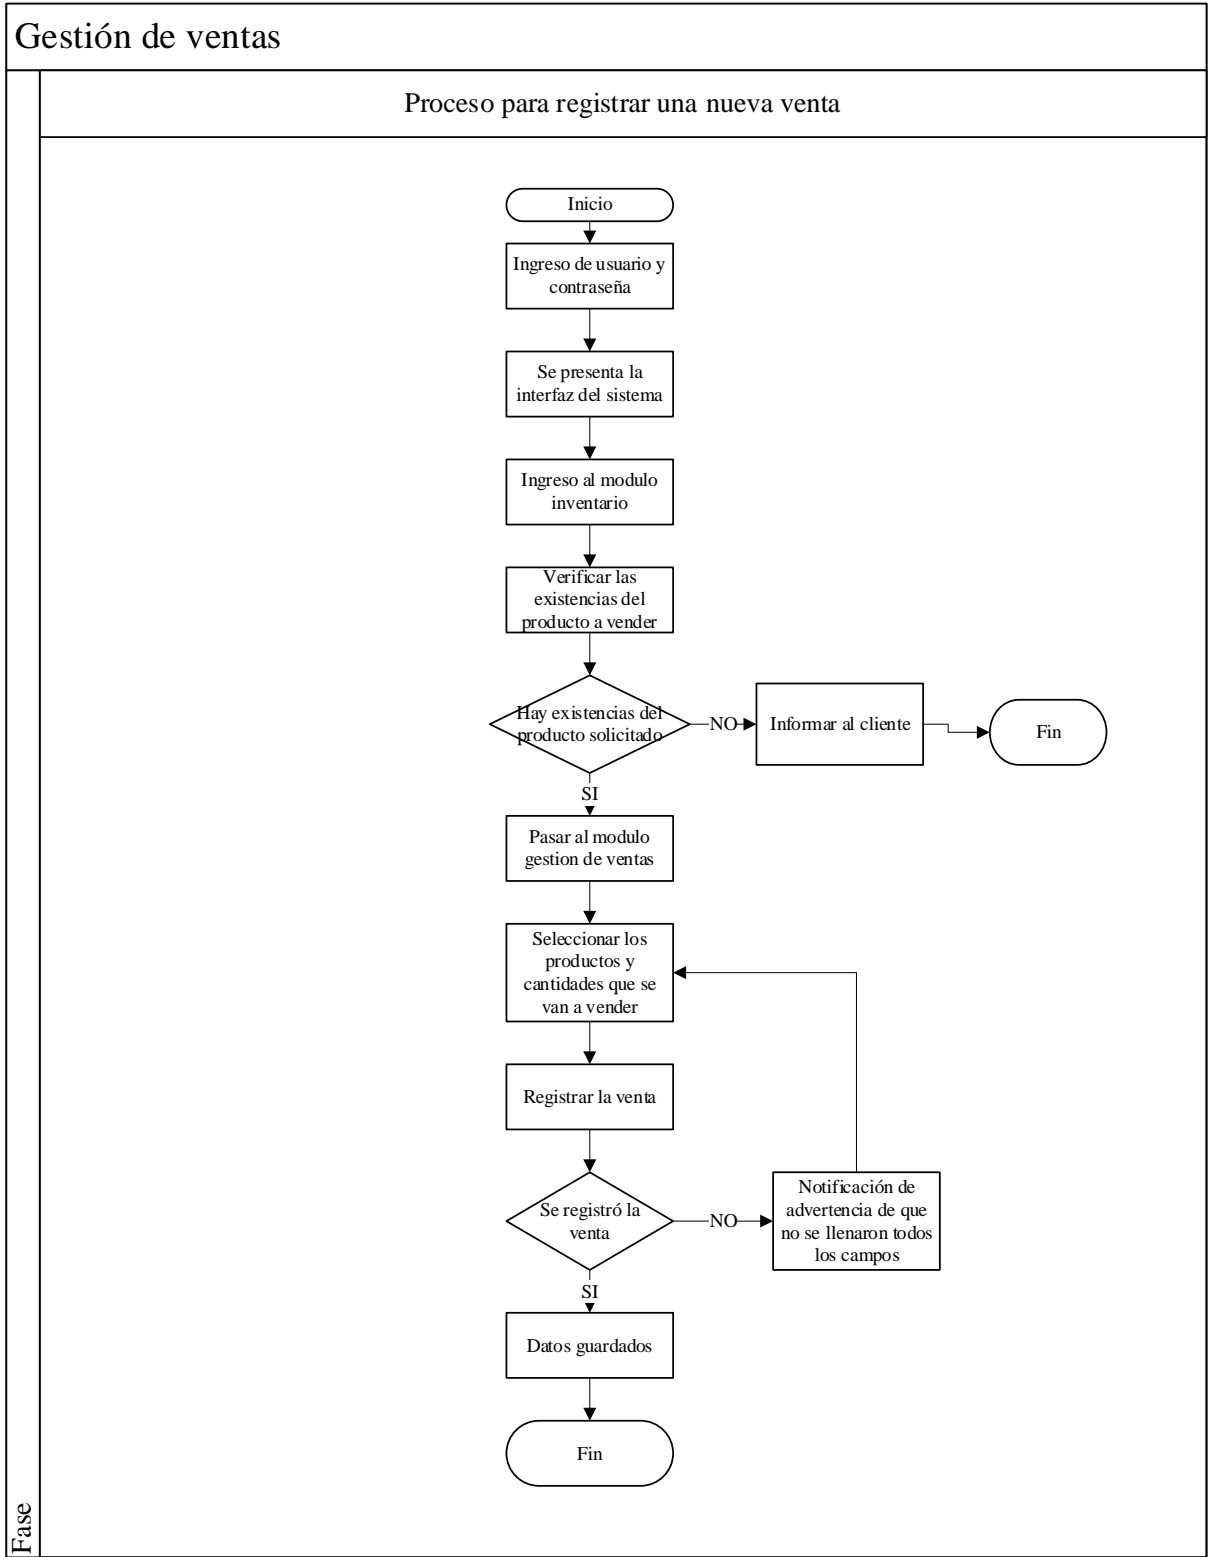 Gestión de ventas
Proceso para registrar una nueva venta
Inicio
Ingreso de usuario y
contraseña
Se presenta la
interfaz del sistema
Ingreso al modulo
inventario
Verificar las
existencias del
producto a vender
Hay existencias del
producto solicitado
NO
Informar al cliente
Fin
SI
Pasar al modulo
gestion de ventas
Seleccionar los
productos y
cantidades que se
van a vender
Registrar la venta
Se registró la
venta
NO
Notificación de
advertencia de que
no se llenaron todos
los campos
SI
Datos guardados
Fin
Fase